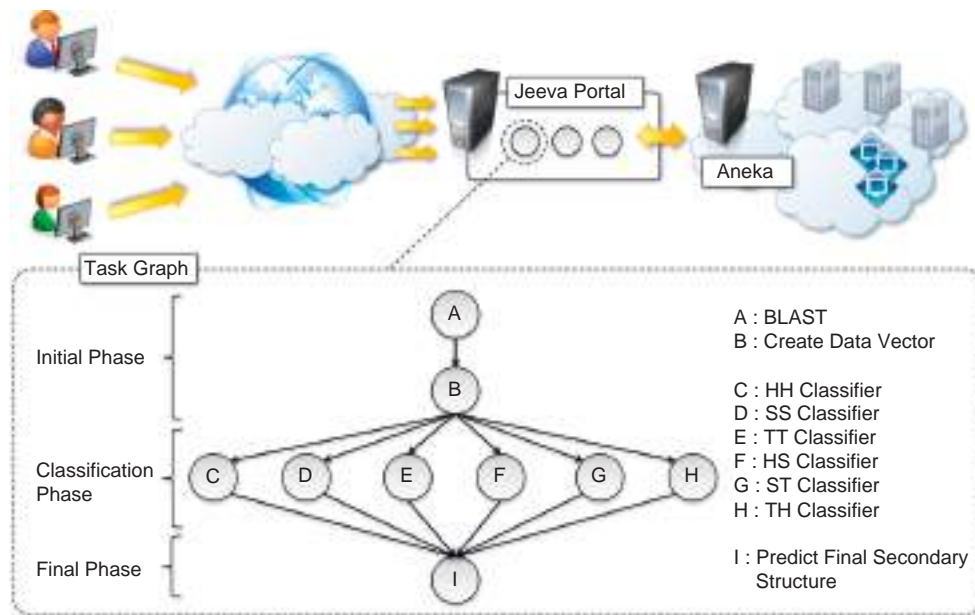 Jeeva Portal
Aneka
Task Graph
Initial Phase
Classification
Phase
Final Phase
A
B
C
D
E
F
G
H
I
A : BLAST
B : Create Data Vector
C : HH Classifier
D : SS Classifier
E : TT Classifier
F : HS Classifier
G : ST Classifier
H : TH Classifier
I : Predict Final Secondary
Structure